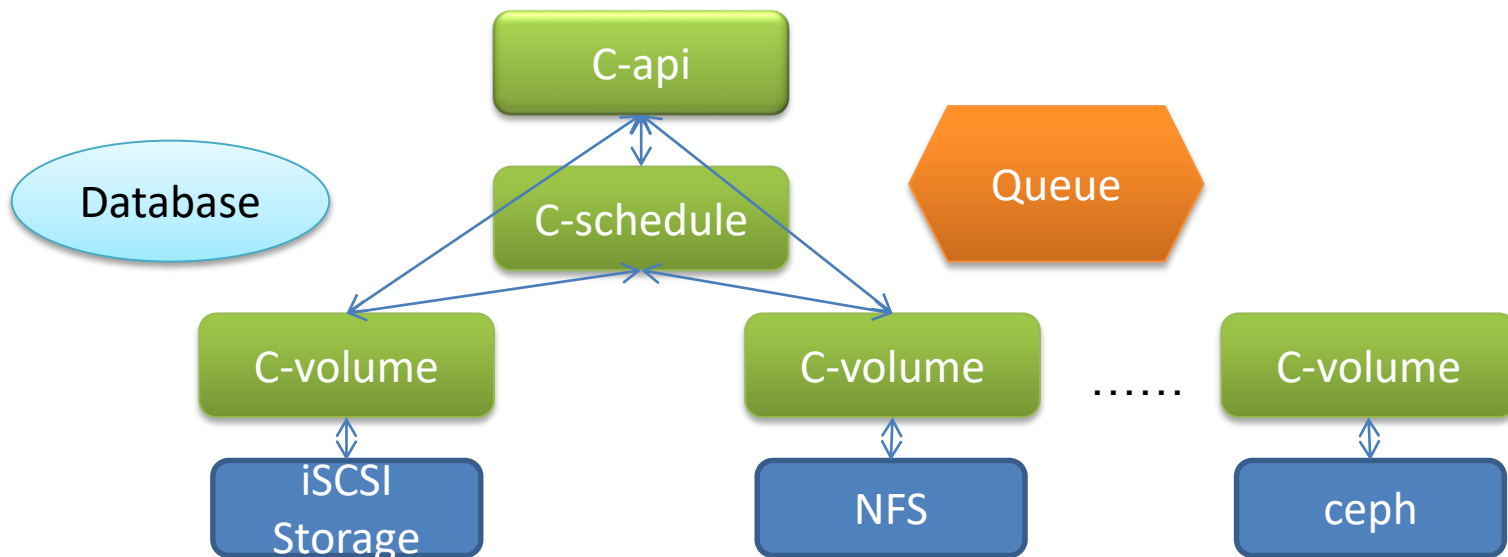 C-api
Database
C-schedule
Queue
C-volume
C-volume
......
C-volume
iSCSI
Storage
NFS
ceph